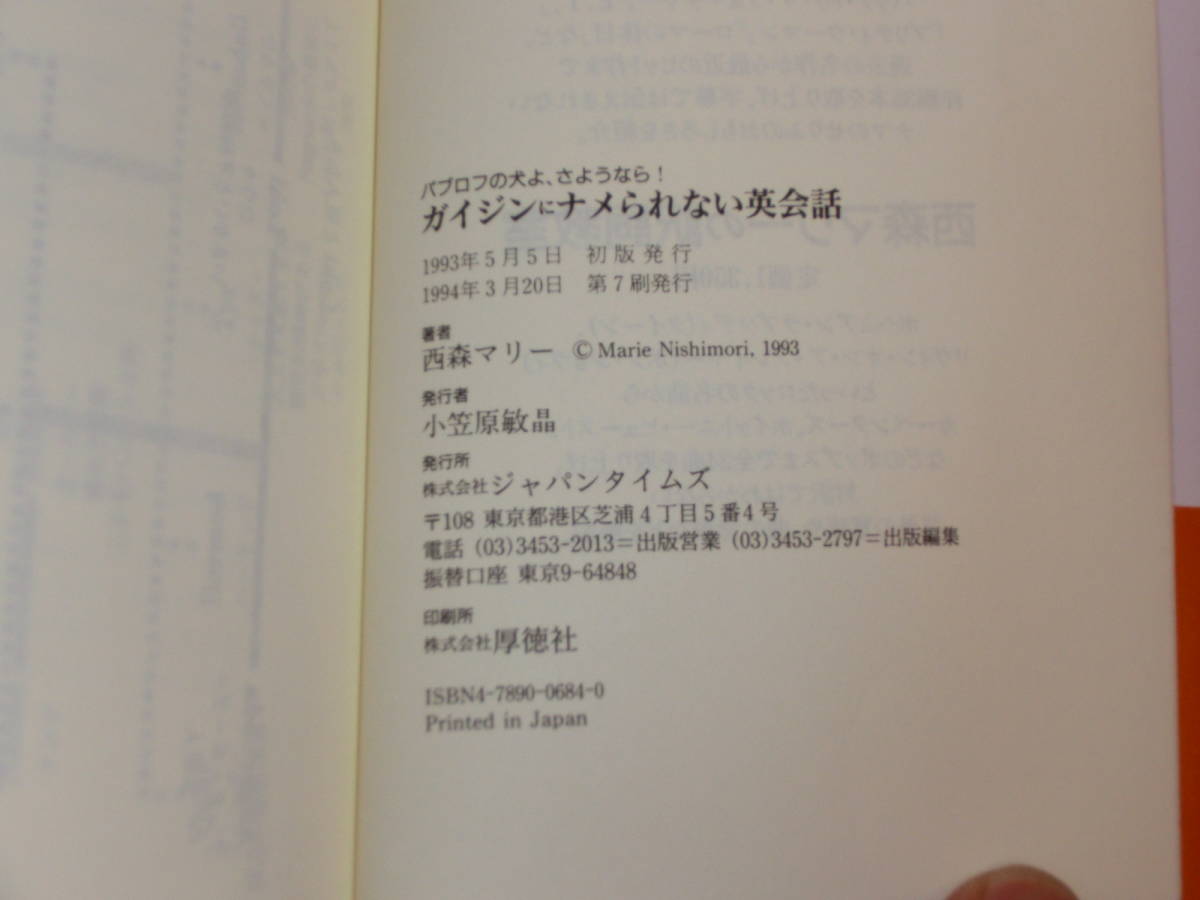 パブロフの犬よ、さようなら！
ガイジンにナメられない英会話
1993年5月5日 初版発行
1994年3月20日 第7刷発行
著者
西森マリー © Marie Nishimori, 1993
発行者
小笠原敏晶
発行所
株式会社ジャパンタイムズ
〒108 東京都港区芝浦4丁目5番4号
電話 (03)3453-2013＝出版営業 (03)3453-2797＝出版編集
振替口座 東京9-64848
印刷所
株式会社厚徳社
ISBN4-7890-0684-0
Printed in Japan